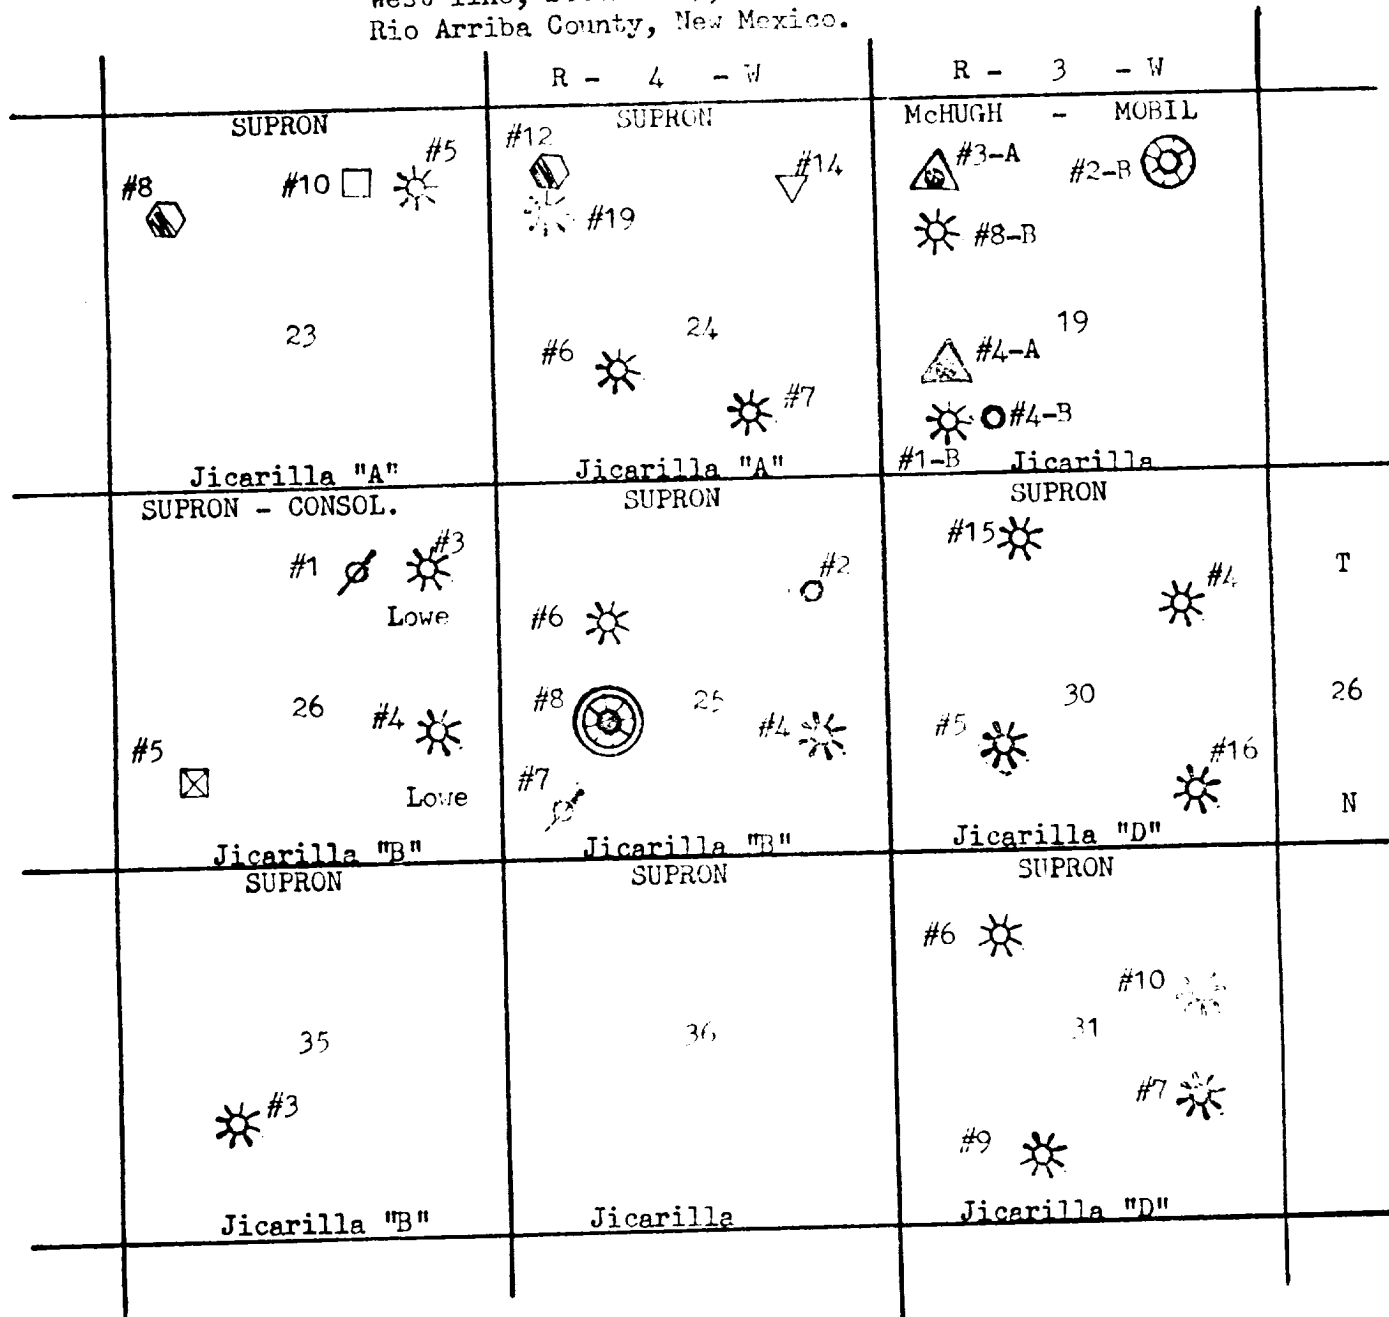 Rio Arriba County, New Mexico.
R - 4 - W
R - 3 - W
SUPRON
#8
#10
#5
23
Jicarilla "A"
SUPRON
#12
#14
#19
24
#6
#7
Jicarilla "A"
McHUGH - MOBIL
#3-A
#2-B
#8-B
19
#4-A
#4-B
#1-B
Jicarilla
SUPRON - CONSOL.
#1
#3
Lowe
26
#4
#5
Lowe
Jicarilla "B"
SUPRON
#2
#6
#8
25
#4
#7
Jicarilla "B"
SUPRON
#15
#4
30
#5
#16
Jicarilla "D"
T
26
N
SUPRON
35
#3
Jicarilla "B"
SUPRON
36
Jicarilla
SUPRON
#6
#10
31
#7
#9
Jicarilla "D"